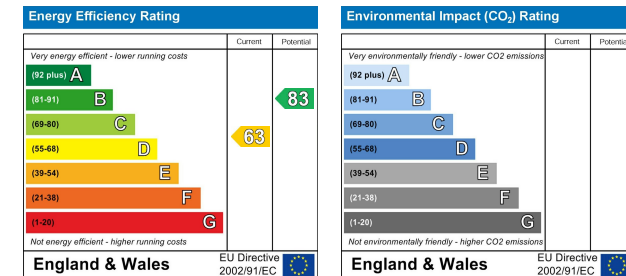 Energy Efficiency Rating
Current Potential
Very energy efficient - lower running costs
(92 plus) A
(81-91) B
83
(69-80) C
63
(55-68) D
(39-54) E
(21-38) F
(1-20) G
Not energy efficient - higher running costs
England & Wales
EU Directive
2002/91/EC
Environmental Impact (CO2) Rating
Current Potential
Very environmentally friendly - lower CO2 emissions
(92 plus) A
(81-91) B
(69-80) C
(55-68) D
(39-54) E
(21-38) F
(1-20) G
Not environmentally friendly - higher CO2 emissions
England & Wales
EU Directive
2002/91/EC